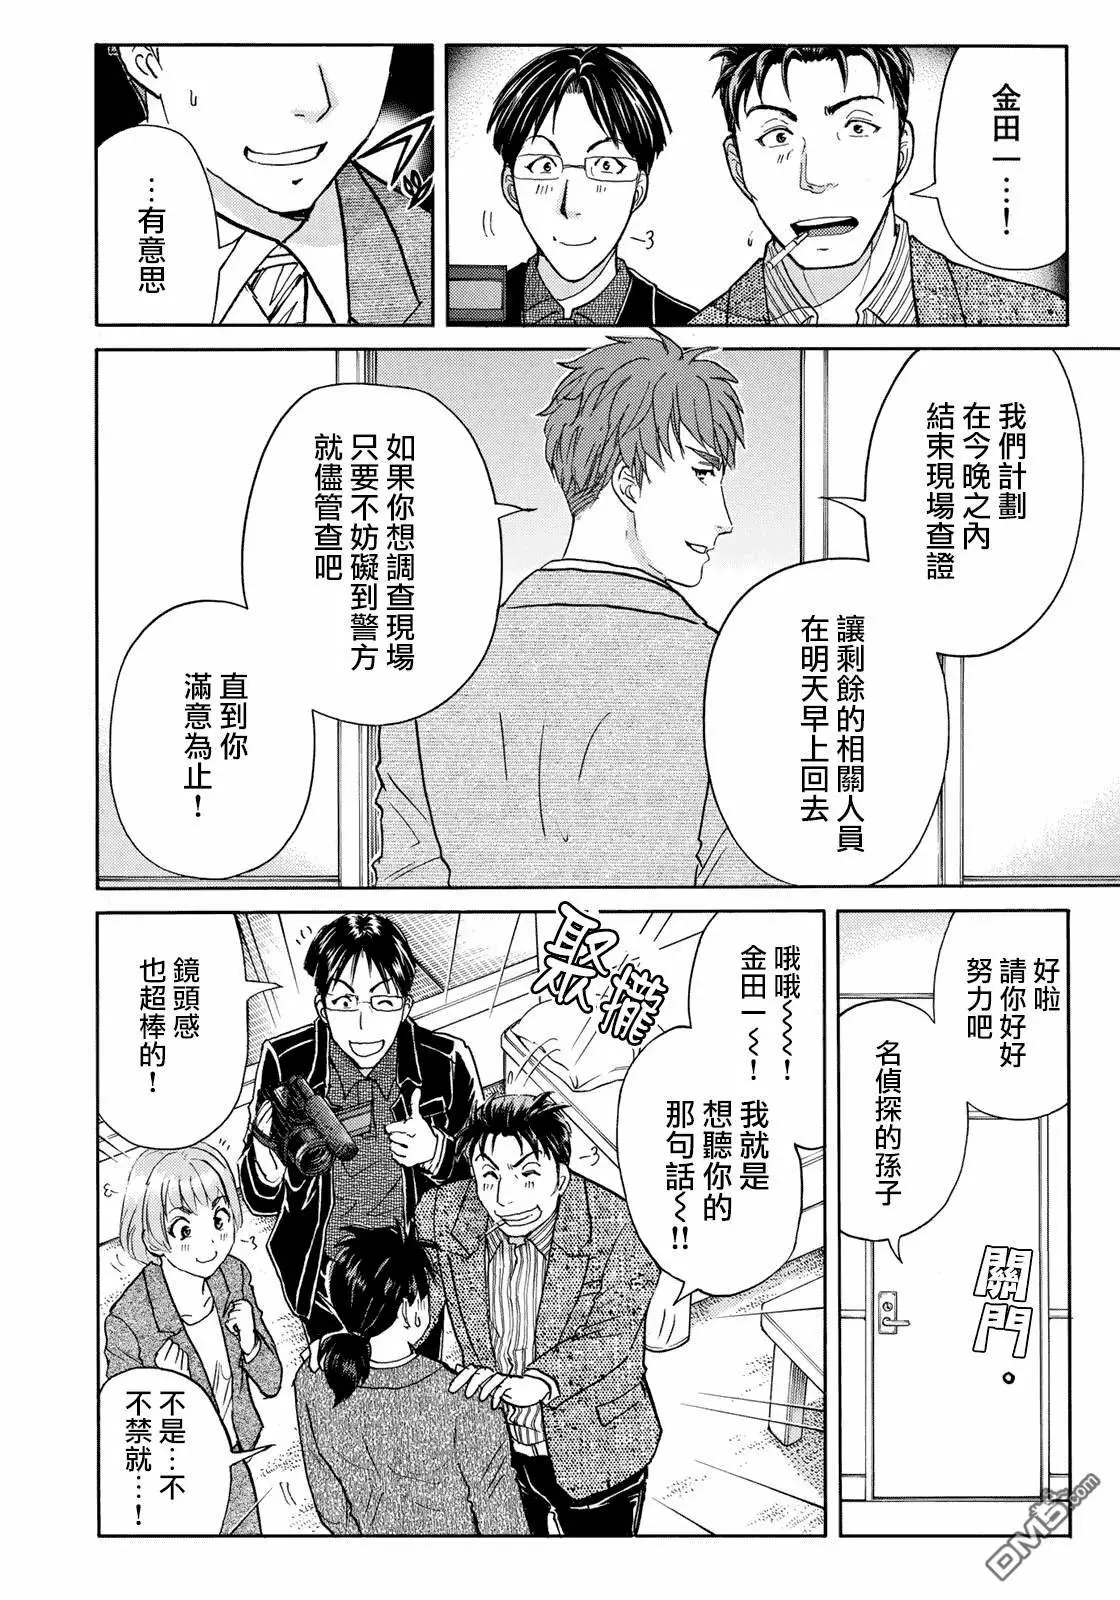 金田一…！
…有意思
我們計劃
在今晚之內
結束現場查證
讓剩餘的相關人員
在明天早上回去
如果你想調查現場
只要不妨礙到警方
就儘管查吧
直到你
滿意為止！
好啦
請你好好
努力吧
名偵探的孫子
關門。
哦哦～～～！
金田一～！
我就是
想聽你的
那句話～!!
聚攏
鏡頭感
也超棒的！
不是…不
不禁就…！
DM5.com